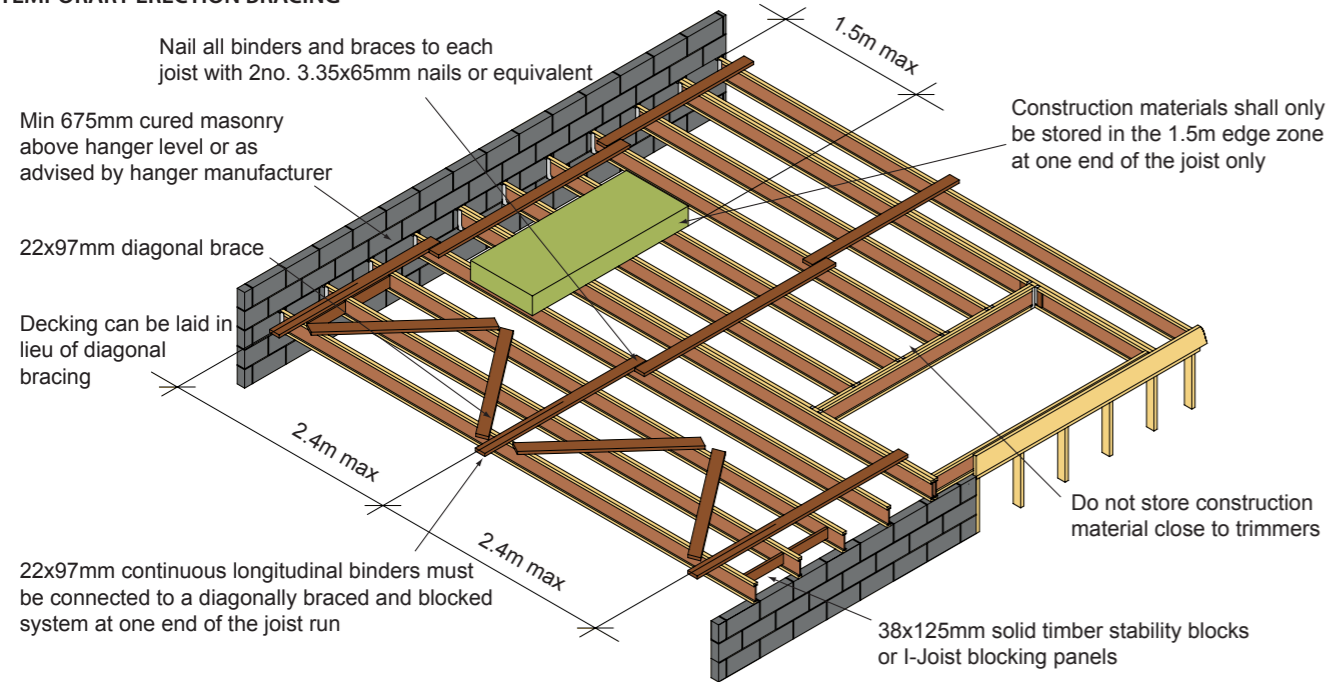 TEMPORARY ERECTION BRACING
Nail all binders and braces to each
joist with 2no. 3.35x65mm nails or equivalent
1.5m max
Min 675mm cured masonry
above hanger level or as
advised by hanger manufacturer
Construction materials shall only
be stored in the 1.5m edge zone
at one end of the joist only
22x97mm diagonal brace
Decking can be laid in
lieu of diagonal
bracing
2.4m max
2.4m max
Do not store construction
material close to trimmers
22x97mm continuous longitudinal binders must
be connected to a diagonally braced and blocked
system at one end of the joist run
38x125mm solid timber stability blocks
or I-Joist blocking panels